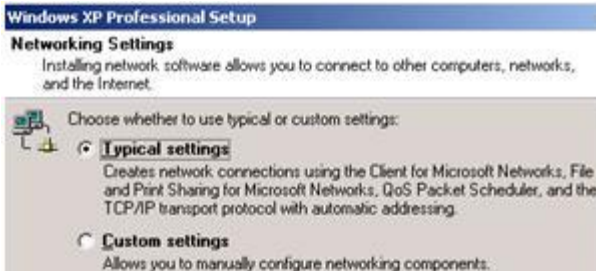 Windows XP Professional Setup
Networking Settings
Installing network software allows you to connect to other computers, networks,
and the Internet.
Choose whether to use typical or custom settings:
Typical settings
Creates network connections using the Client for Microsoft Networks, File
and Print Sharing for Microsoft Networks, QoS Packet Scheduler, and the
TCP/IP transport protocol with automatic addressing.
Custom settings
Allows you to manually configure networking components.